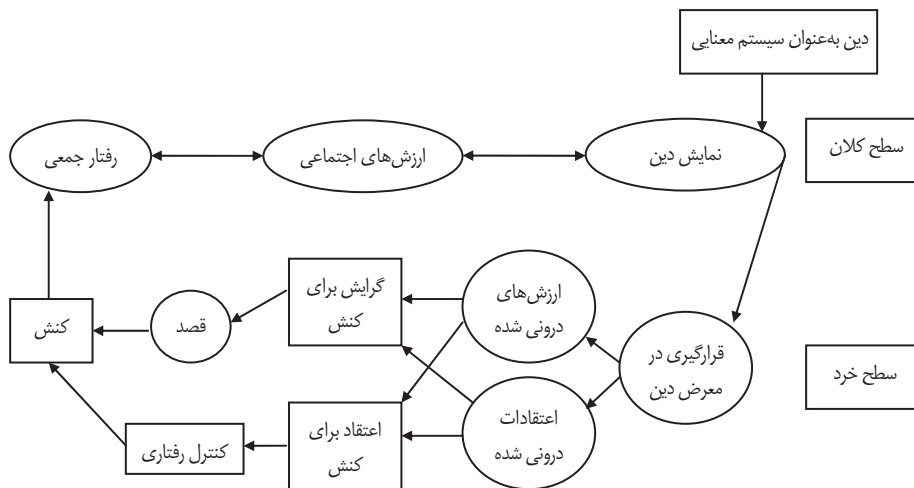 دین به‌عنوان سیستم معنایی
سطح کلان
نمایش دین
ارزش‌های اجتماعی
رفتار جمعی
ارزش‌های
درونی شده
گرایش برای
کنش
قصد
کنش
قرارگیری در
معرض دین
سطح خرد
اعتقادات
درونی شده
اعتقاد برای
کنش
کنترل رفتاری